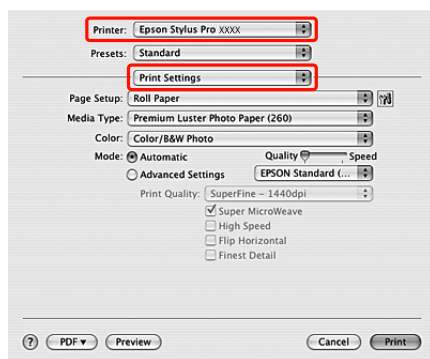 Printer: Epson Stylus Pro XXXX
Presets: Standard
Print Settings
Page Setup: Roll Paper
Media Type: Premium Luster Photo Paper (260)
Color: Color/B&W Photo
Mode: Automatic Quality Speed
Advanced Settings EPSON Standard (...
Print Quality: SuperFine - 1440dpi
Super MicroWeave
High Speed
Flip Horizontal
Finest Detail
? PDF Preview Cancel Print